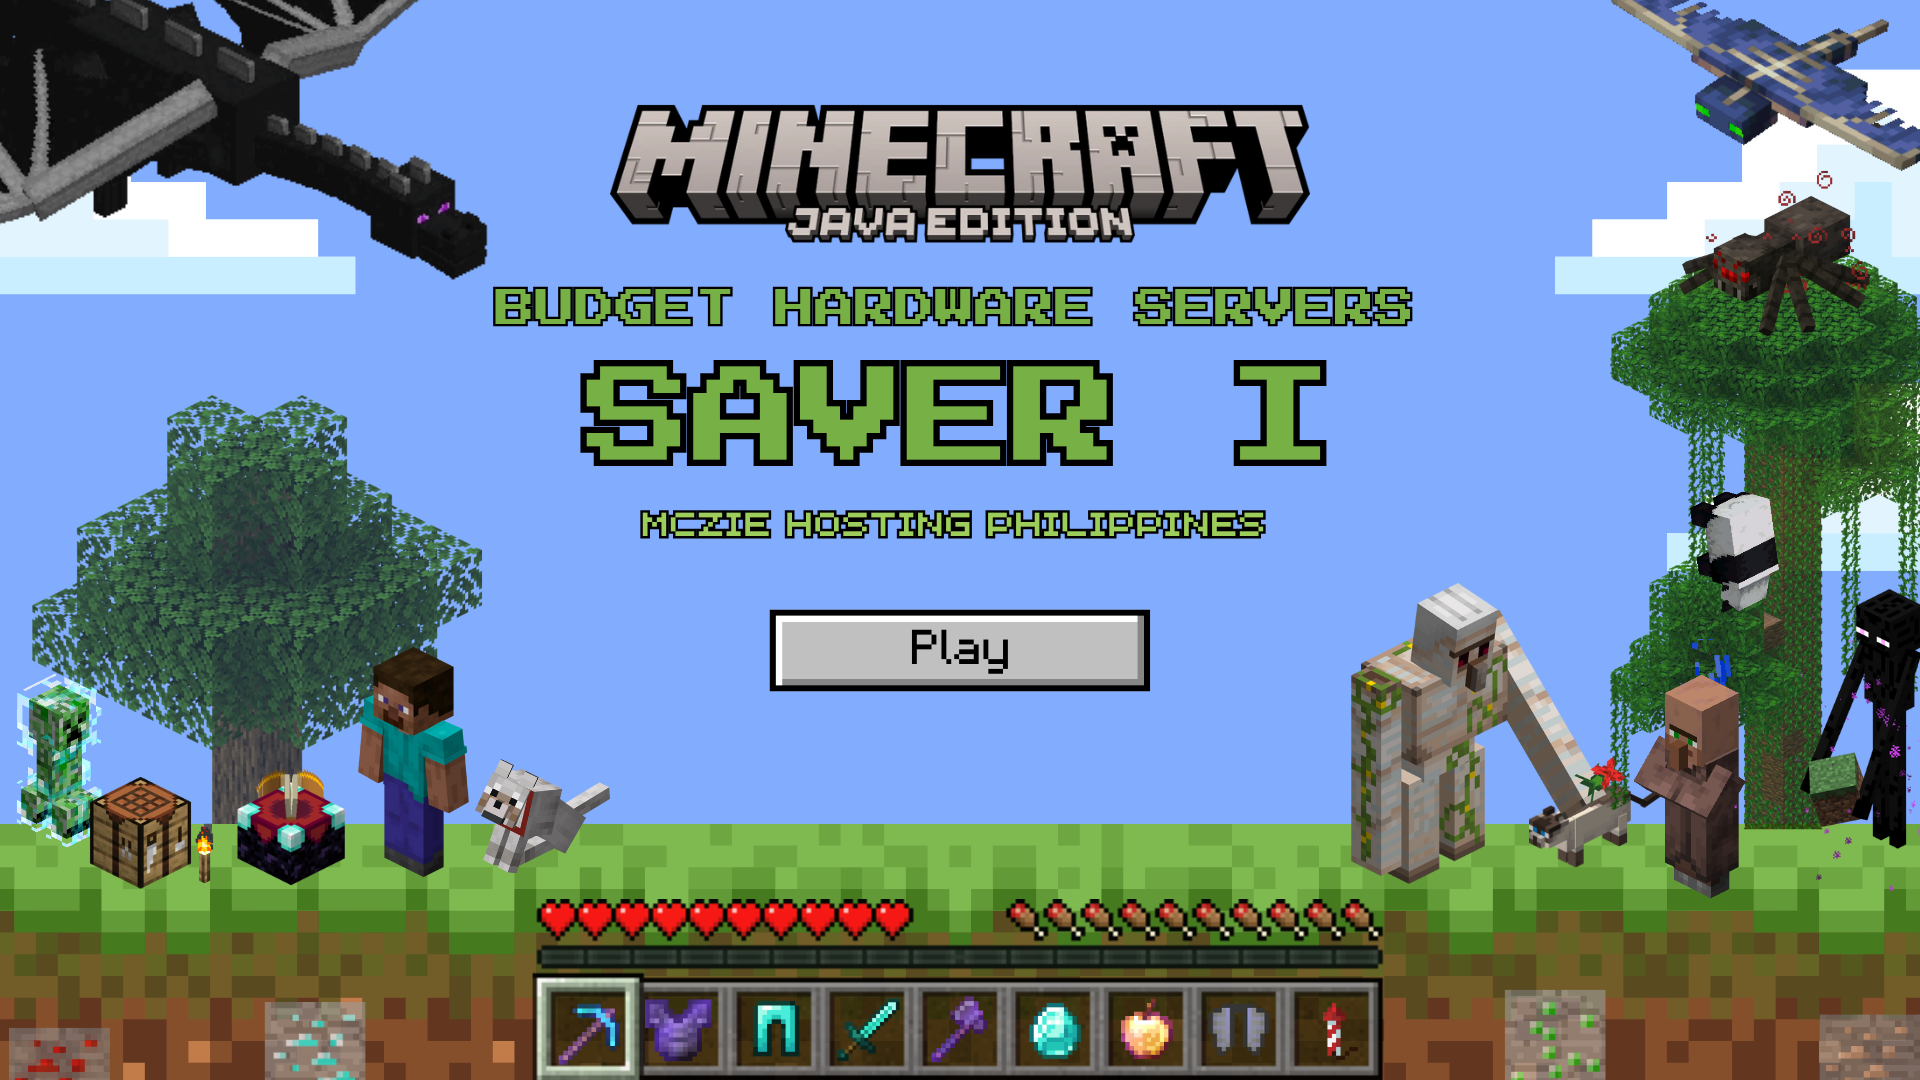 MINECRAFT
JAVA EDITION
BUDGET HARDWARE SERVERS
SAVER I
MCZIE HOSTING PHILIPPINES
Play